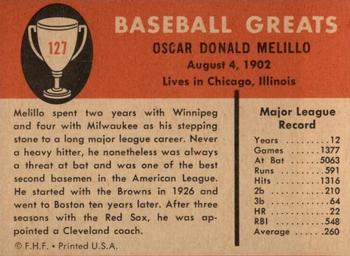 127
BASEBALL GREATS
OSCAR DONALD MELILLO
August 4, 1902
Lives in Chicago, Illinois
Melillo spent two years with Winnipeg
and four with Milwaukee as his stepping
stone to a long major league career. Never
a heavy hitter, he nonetheless was always
a threat at bat and was one of the best
second basemen in the American League.
He started with the Browns in 1926 and
went to Boston ten years later. After three
seasons with the Red Sox, he was ap-
pointed a Cleveland coach.
© F.H.F. • Printed U.S.A.
Major League
Record
Years 12
Games 1377
At Bat 5063
Runs 591
Hits 1316
2b 210
3b 64
HR 22
RBI 548
Average .260